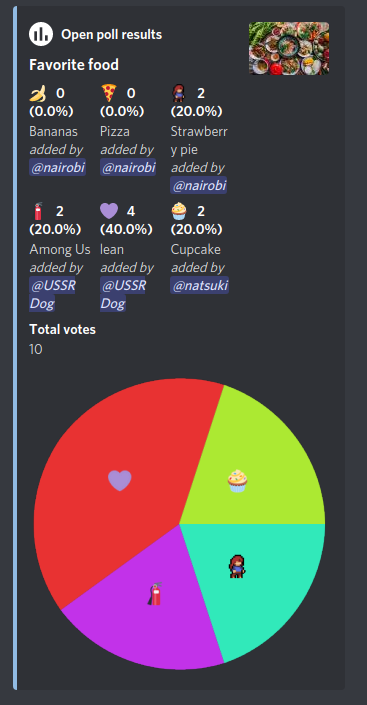 Open poll results
Favorite food
0 0 2
(0.0%) (0.0%) (20.0%)
Bananas Pizza Strawberr
added by added by y pie
@nairobi @nairobi added by
@nairobi
2 4 2
(20.0%) (40.0%) (20.0%)
Among Us lean Cupcake
added by added by added by
@USSR @USSR @natsuki
Dog Dog
Total votes
10